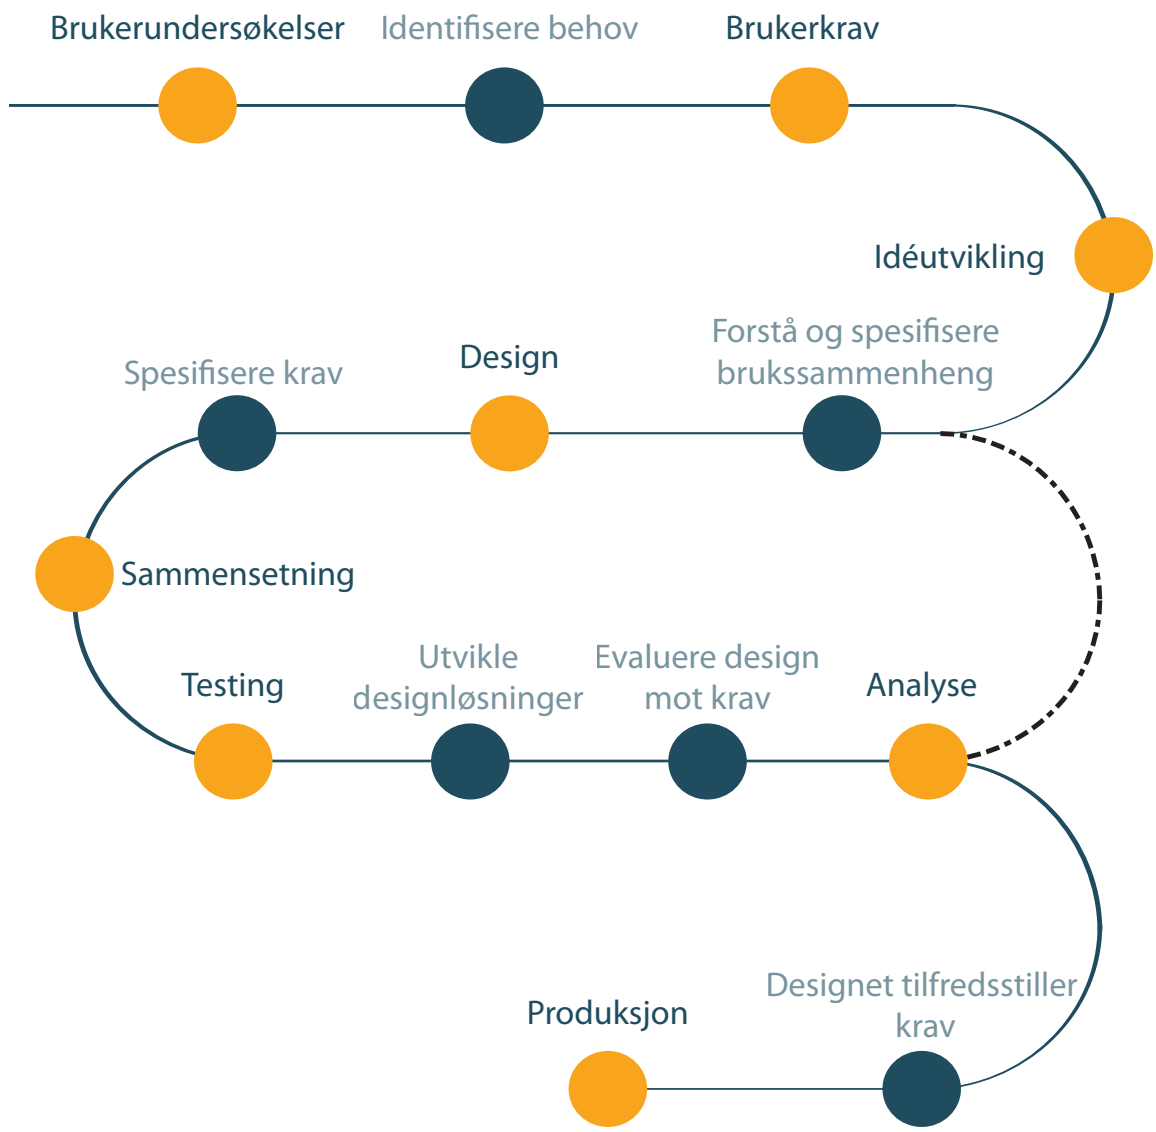 Brukerundersøkelser
Identifisere behov
Brukerkrav
Idéutvikling
Forstå og spesifisere
brukssammenheng
Design
Spesifisere krav
Sammensetning
Testing
Utvikle
designløsninger
Evaluere design
mot krav
Analyse
Designet tilfredsstiller
krav
Produksjon